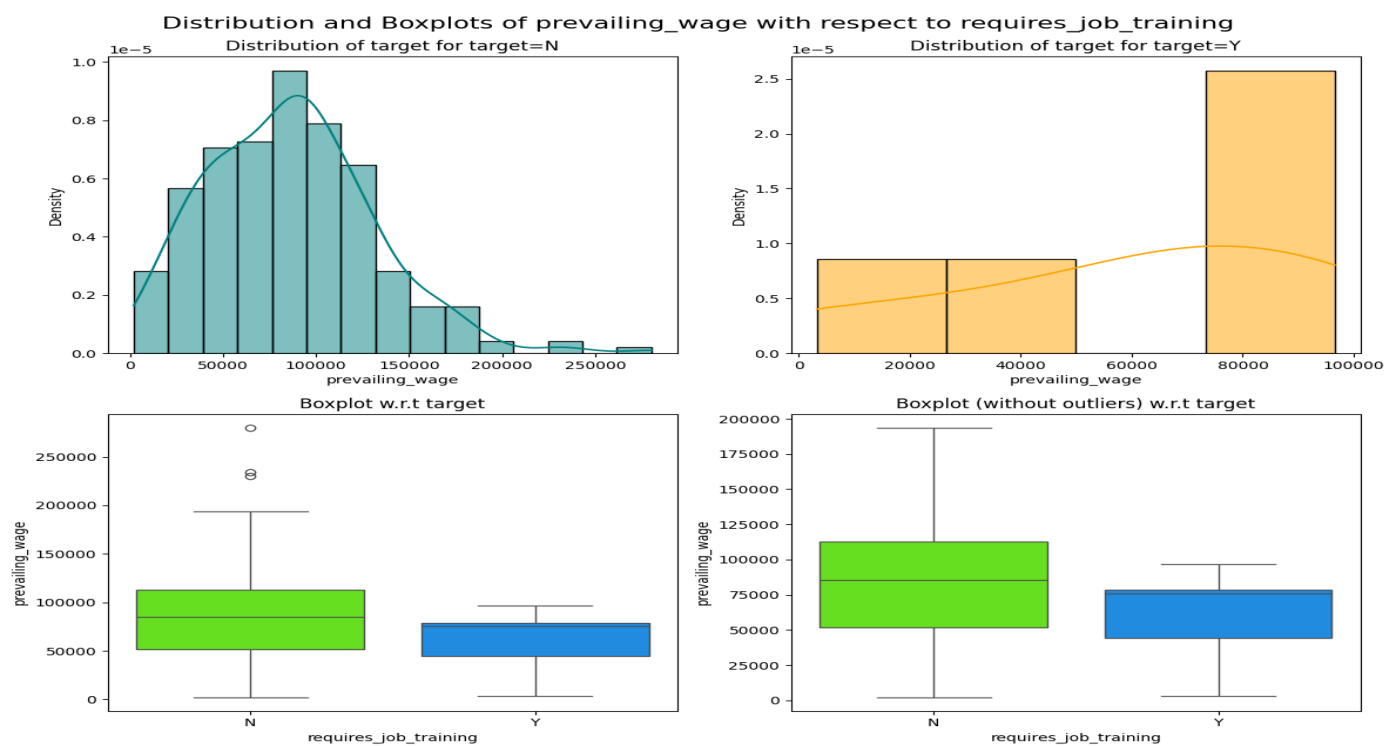 Distribution and Boxplots of prevailing_wage with respect to requires_job_training
Distribution of target for target=N
1e−5
1.0
0.8
0.6
0.4
0.2
0.0
Density
0
50000
100000
150000
200000
250000
prevailing_wage
Distribution of target for target=Y
1e−5
2.5
2.0
1.5
1.0
0.5
0.0
Density
20000
40000
60000
80000
100000
prevailing_wage
Boxplot w.r.t target
250000
200000
150000
100000
50000
0
prevailing_wage
N
Y
requires_job_training
Boxplot (without outliers) w.r.t target
200000
175000
150000
125000
100000
75000
50000
25000
0
prevailing_wage
N
Y
requires_job_training